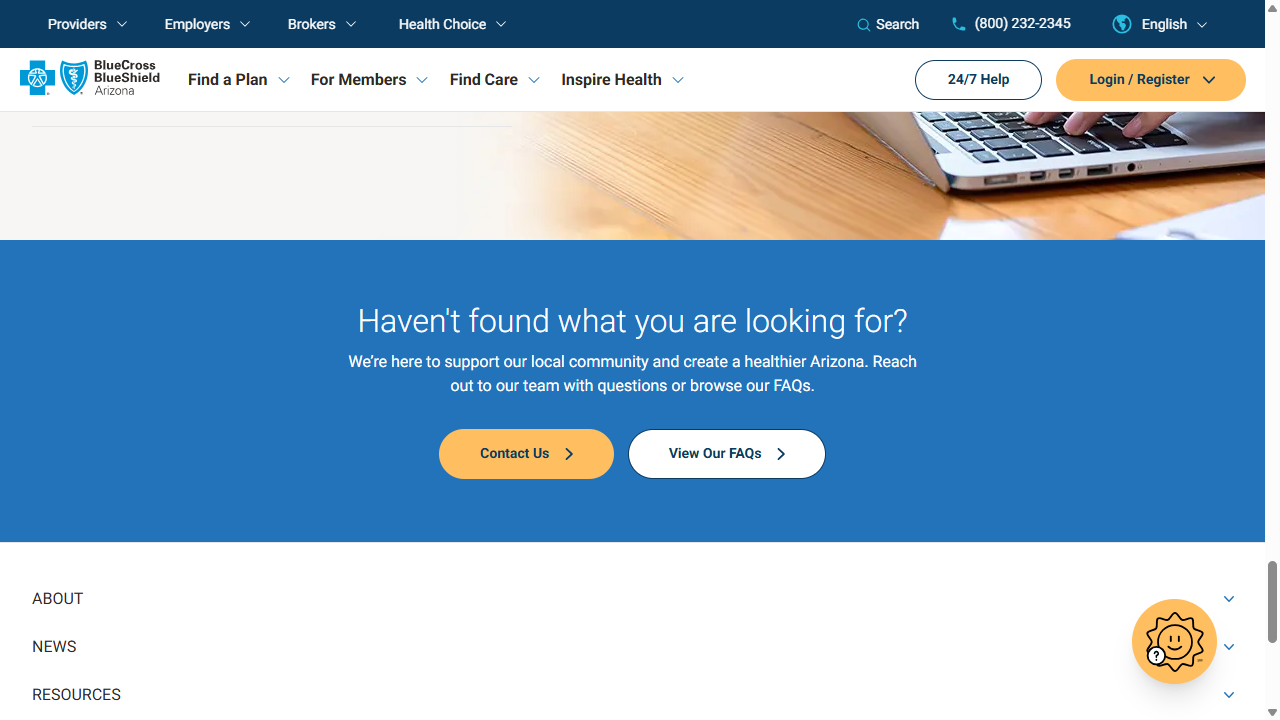 Providers
Employers
Brokers
Health Choice
Search
(800) 232-2345
English
BlueCross
BlueShield
Arizona
Find a Plan
For Members
Find Care
Inspire Health
24/7 Help
Login / Register
Haven't found what you are looking for?
We’re here to support our local community and create a healthier Arizona. Reach
out to our team with questions or browse our FAQs.
Contact Us
View Our FAQs
ABOUT
NEWS
?
RESOURCES